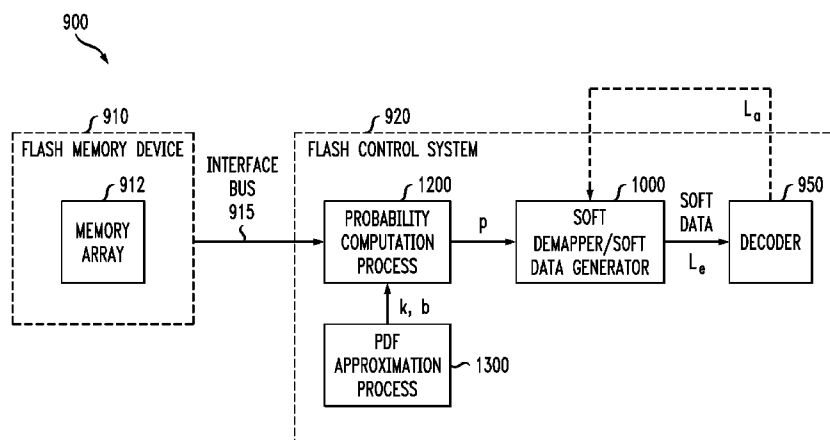 900
910
FLASH MEMORY DEVICE
912
MEMORY
ARRAY
INTERFACE
BUS
915
920
FLASH CONTROL SYSTEM
1200
PROBABILITY
COMPUTATION
PROCESS
p
k, b
PDF
APPROXIMATION
PROCESS
1300
1000
SOFT
DEMAPPER/SOFT
DATA GENERATOR
La
SOFT
DATA
Le
950
DECODER